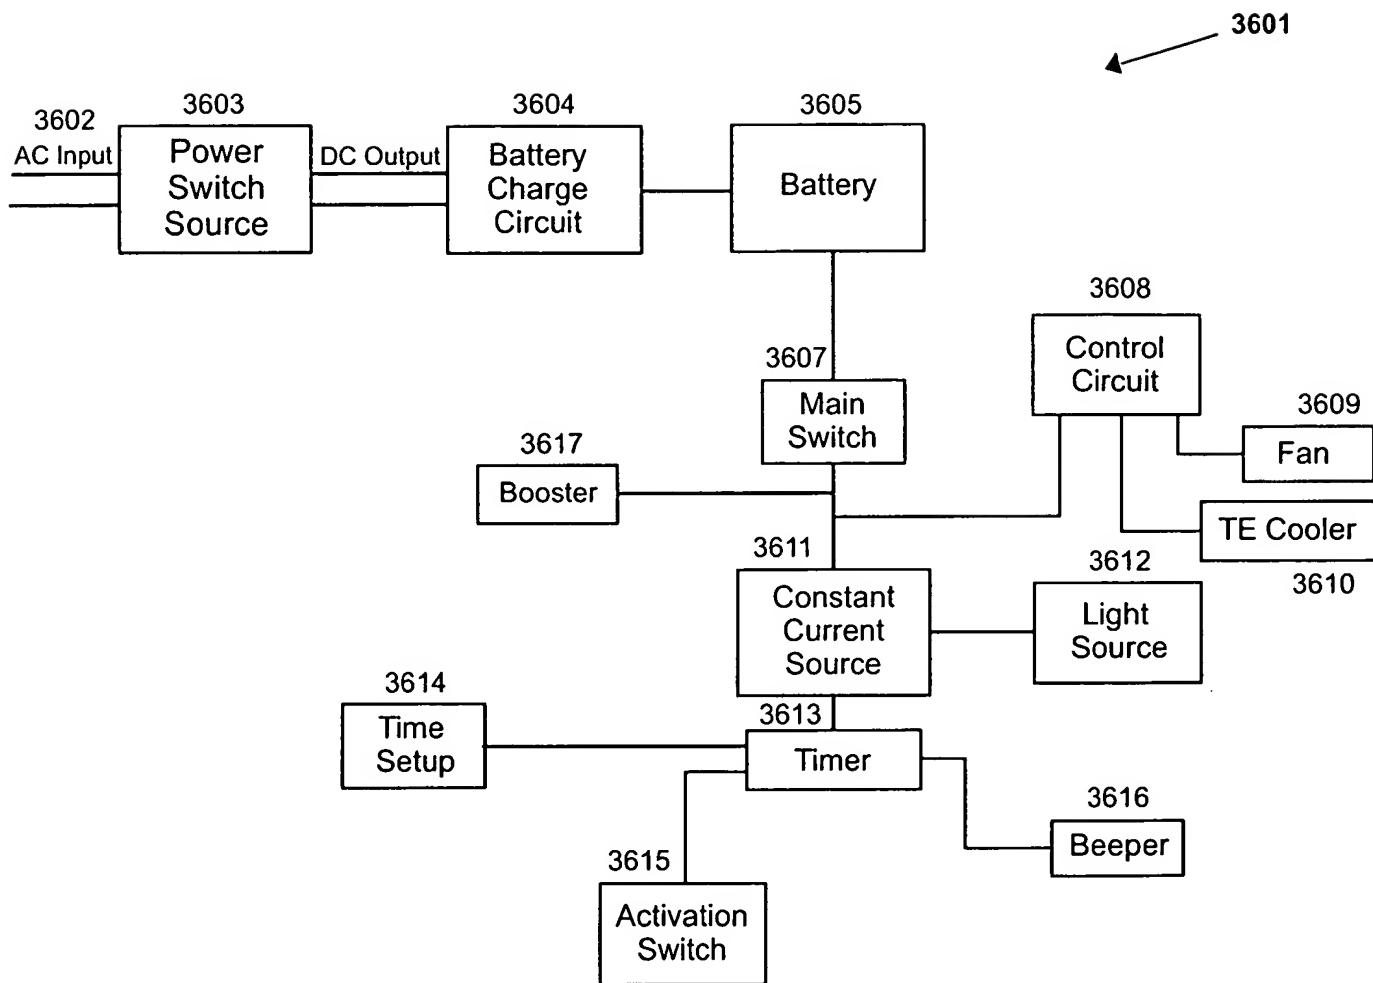 3601
3602
AC Input
3603
Power
Switch
Source
DC Output
3604
Battery
Charge
Circuit
3605
Battery
3607
Main
Switch
3608
Control
Circuit
3609
Fan
TE Cooler
3610
3617
Booster
3611
Constant
Current
Source
3612
Light
Source
3613
Timer
3614
Time
Setup
3615
Activation
Switch
3616
Beeper